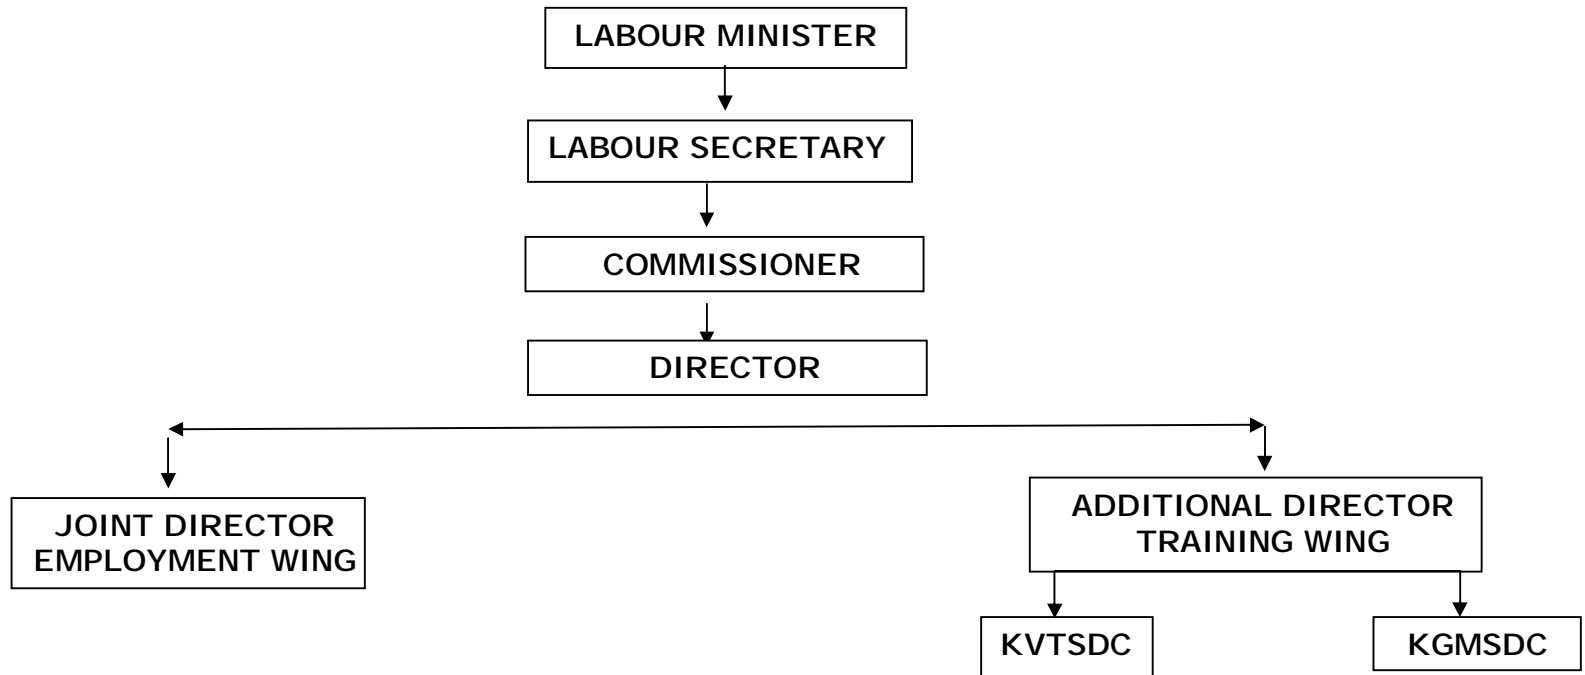 LABOUR MINISTER
LABOUR SECRETARY
COMMISSIONER
DIRECTOR
JOINT DIRECTOR
EMPLOYMENT WING
ADDITIONAL DIRECTOR
TRAINING WING
KVTSDC
KGMSDC